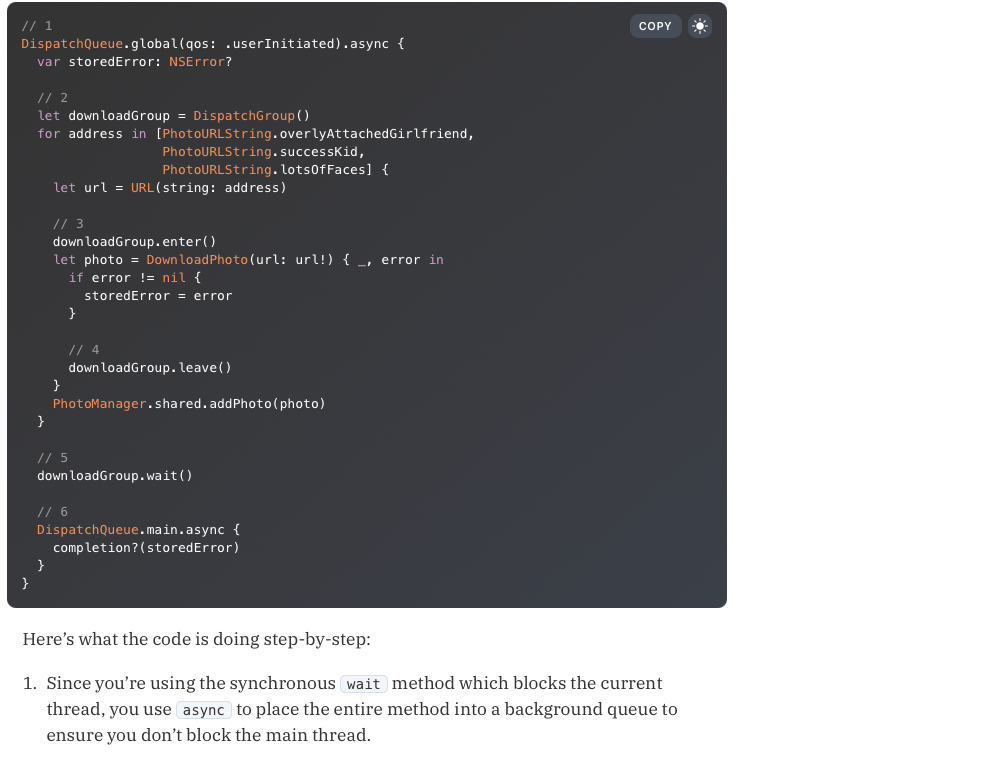 // 1
COPY
DispatchQueue.global(qos: .userInitiated).async {
  var storedError: NSError?

  // 2
  let downloadGroup = DispatchGroup()
  for address in [PhotoURLString.overlyAttachedGirlfriend,
                  PhotoURLString.successKid,
                  PhotoURLString.lotsOfFaces] {
    let url = URL(string: address)

    // 3
    downloadGroup.enter()
    let photo = DownloadPhoto(url: url!) { _, error in
      if error != nil {
        storedError = error
      }

      // 4
      downloadGroup.leave()
    }
    PhotoManager.shared.addPhoto(photo)
  }

  // 5
  downloadGroup.wait()

  // 6
  DispatchQueue.main.async {
    completion?(storedError)
  }
}
Here’s what the code is doing step-by-step:
1. Since you’re using the synchronous wait method which blocks the current
thread, you use async to place the entire method into a background queue to
ensure you don’t block the main thread.